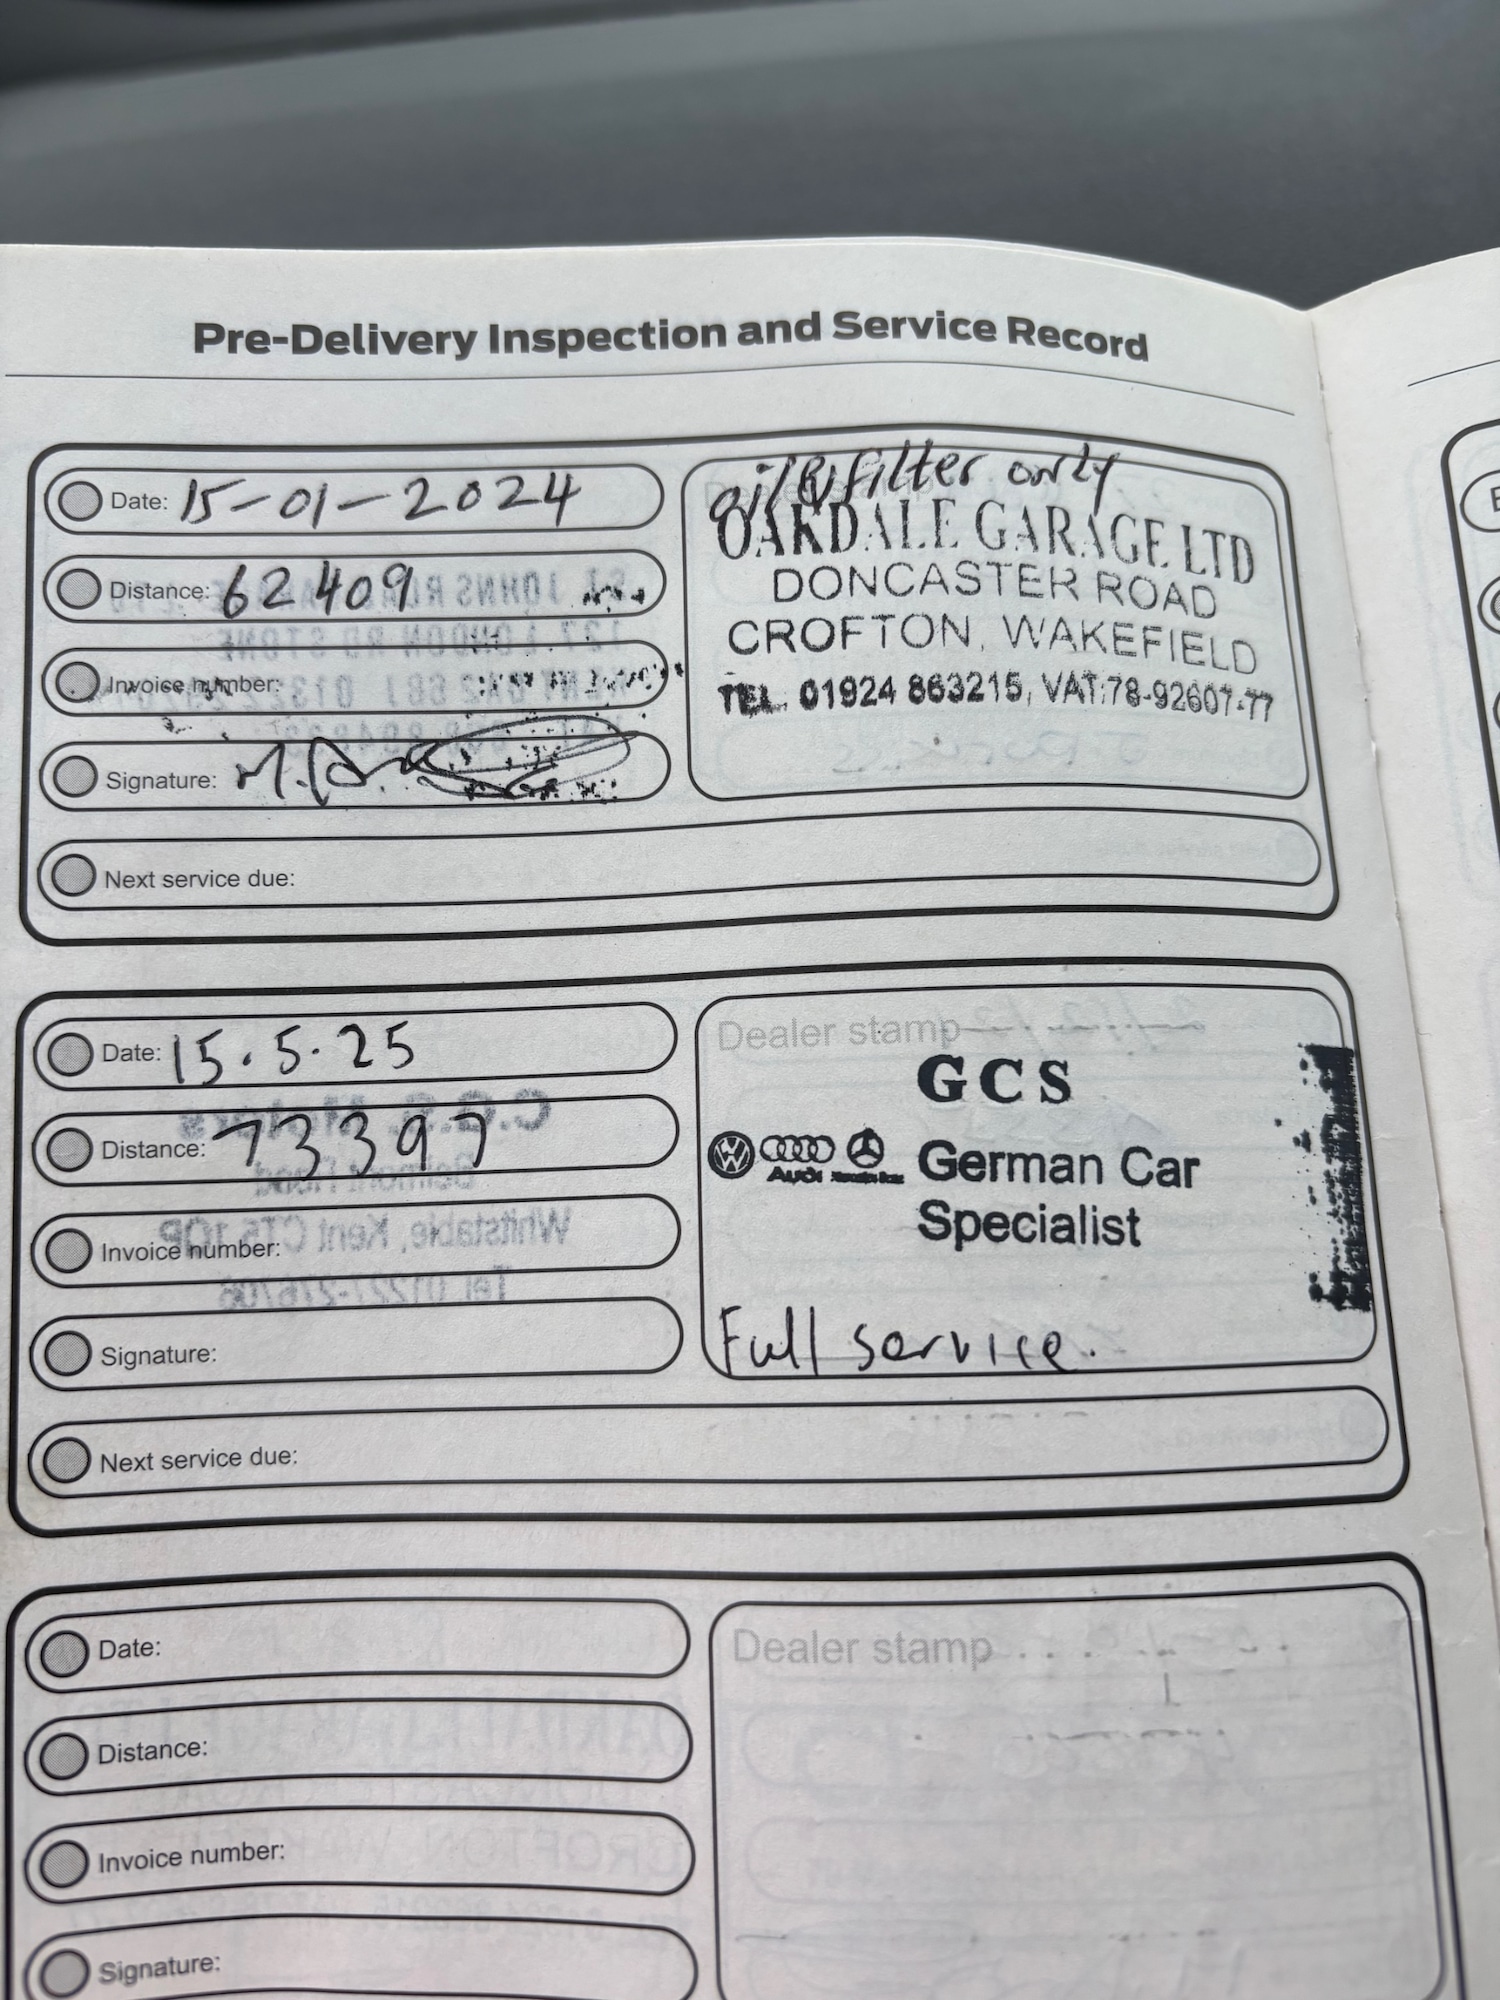 Pre-Delivery Inspection and Service Record
Date: 15-01-2024
Distance: 62409
Invoice number:
Signature:
Next service due:
oil & filter only
OAKDALE GARAGE LTD
DONCASTER ROAD
CROFTON, WAKEFIELD
TEL. 01924 863215, VAT:78-92607-77
Date: 15.5.25
Distance: 73397
Invoice number:
Signature:
Next service due:
Dealer stamp
GCS
AUDI
German Car
Specialist
Full service.
Date:
Distance:
Invoice number:
Signature:
Dealer stamp